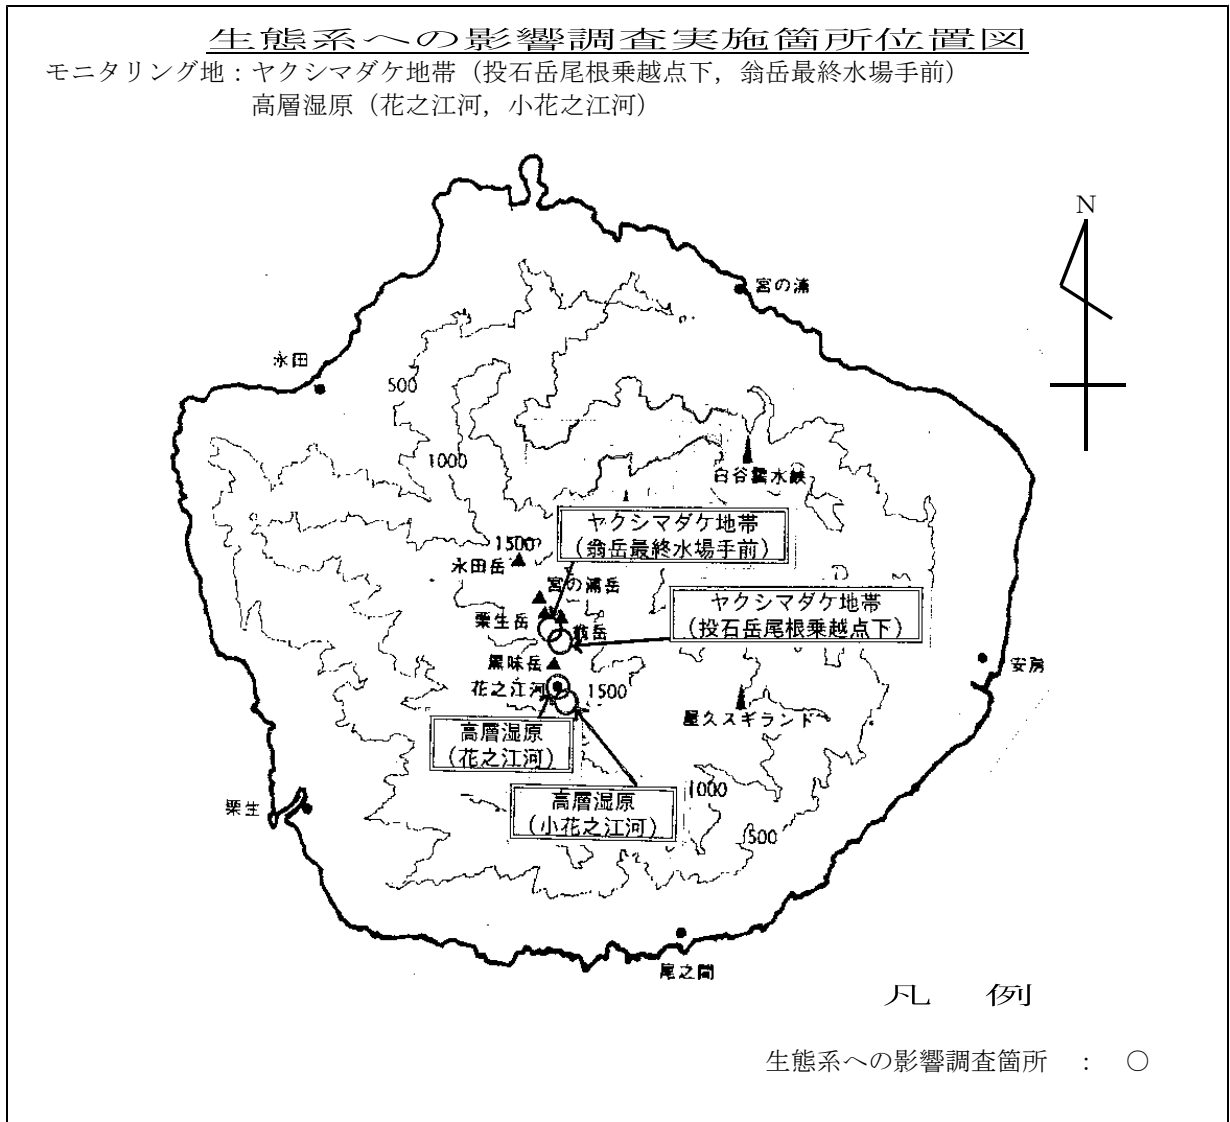 生態系への影響調査実施箇所位置図
モニタリング地：ヤクシマダケ地帯（投石岳尾根乗越点下，翁岳最終水場手前）
高層湿原（花之江河，小花之江河）
N
宮の浦
永田
500
1000
白谷雲水峡
ヤクシマダケ地帯
（翁岳最終水場手前）
1500
永田岳
宮の浦岳
ヤクシマダケ地帯
（投石岳尾根乗越点下）
栗生岳
翁岳
黒味岳
安房
花之江河
1500
屋久スギランド
高層湿原
（花之江河）
高層湿原
（小花之江河）
1000
栗生
500
尾之間
凡　例
生態系への影響調査箇所　：　○